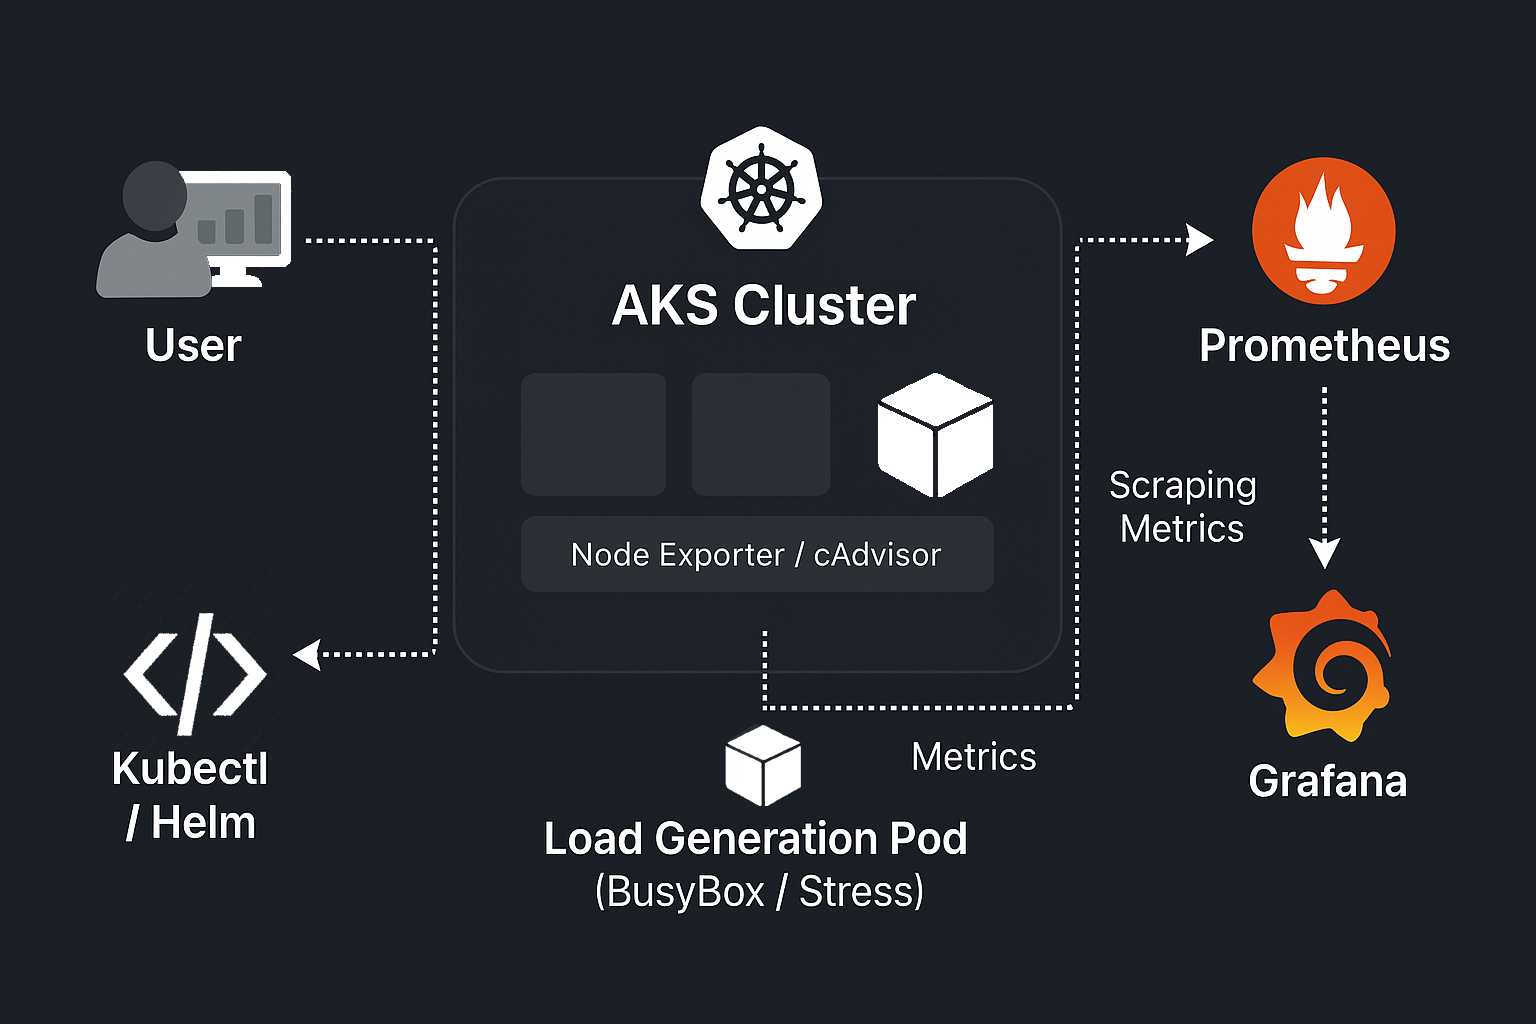 User
Kubectl
/ Helm
AKS Cluster
Node Exporter / cAdvisor
Load Generation Pod
(BusyBox / Stress)
Metrics
Scraping
Metrics
Prometheus
Grafana